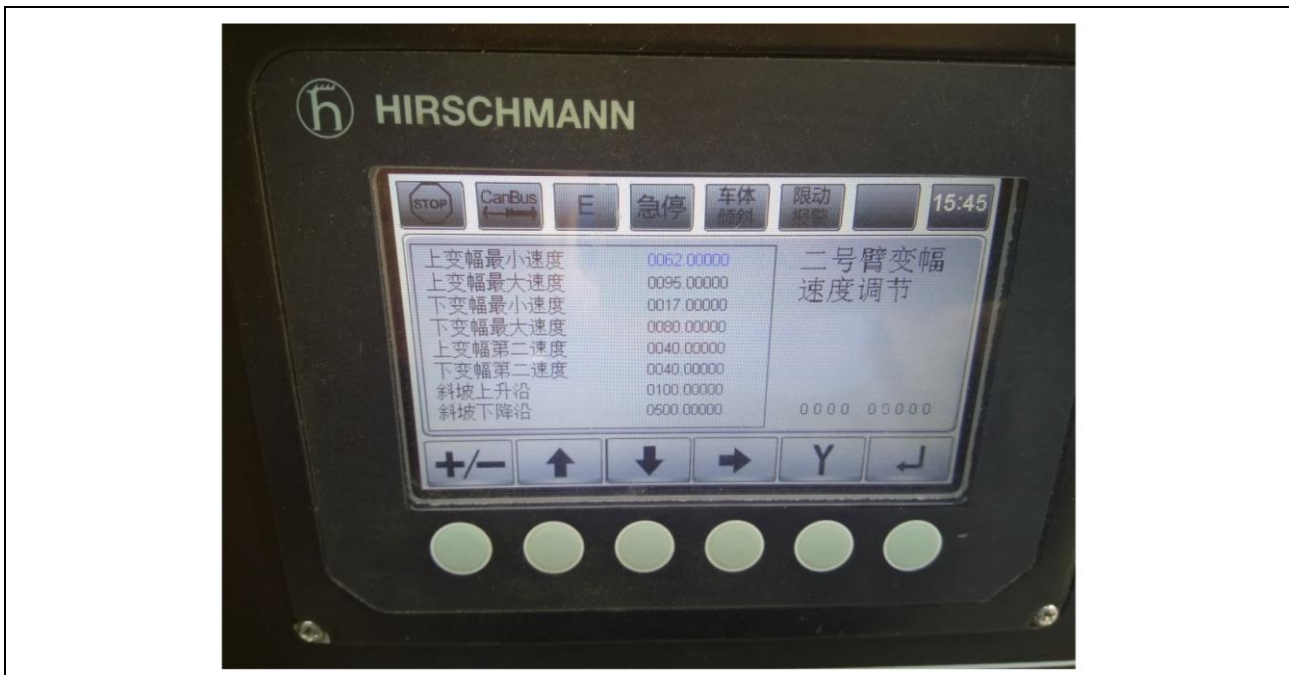 HIRSCHMANN
STOP CanBus E 急停 车体倾斜 限动报警 15:45
上变幅最小速度 0062.00000
上变幅最大速度 0095.00000
下变幅最小速度 0017.00000
下变幅最大速度 0080.00000
上变幅第二速度 0040.00000
下变幅第二速度 0040.00000
斜坡上升沿 0100.00000
斜坡下降沿 0500.00000
二号臂变幅
速度调节
0000.00000
+/- Y